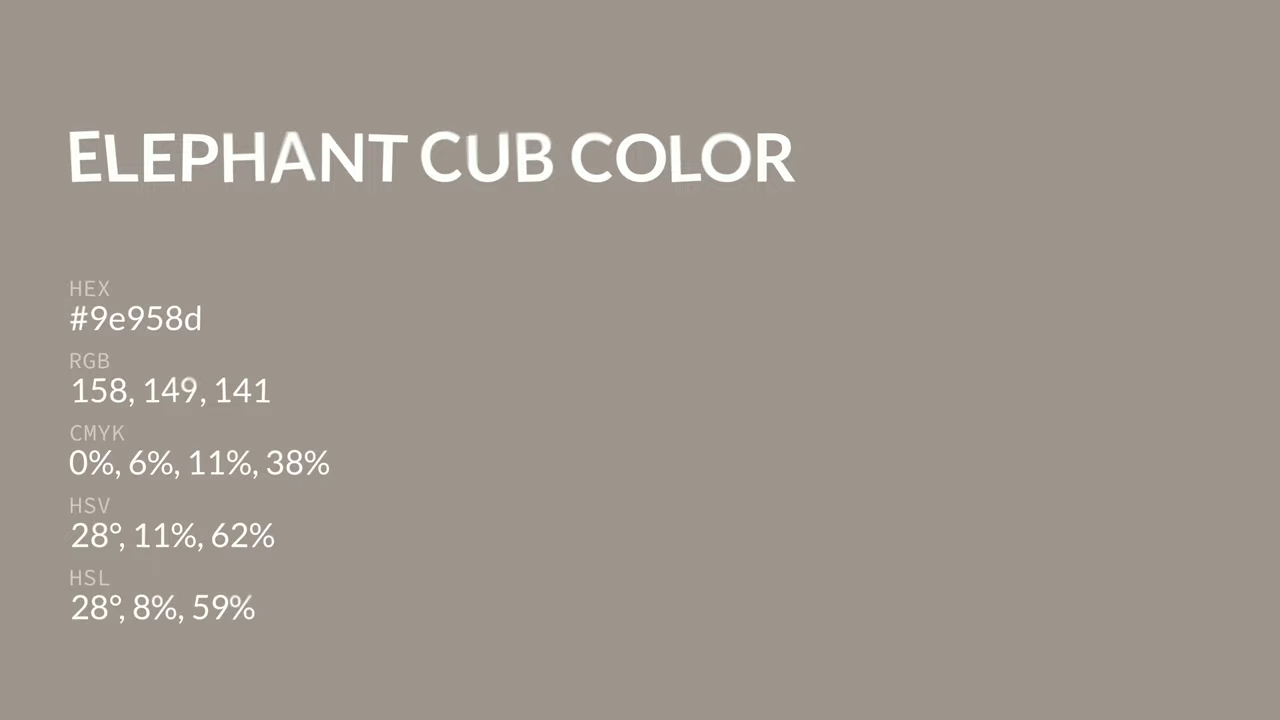 ELEPHANT CUB COLOR
HEX
#9e958d
RGB
158, 149, 141
CMYK
0%, 6%, 11%, 38%
HSV
28°, 11%, 62%
HSL
28°, 8%, 59%